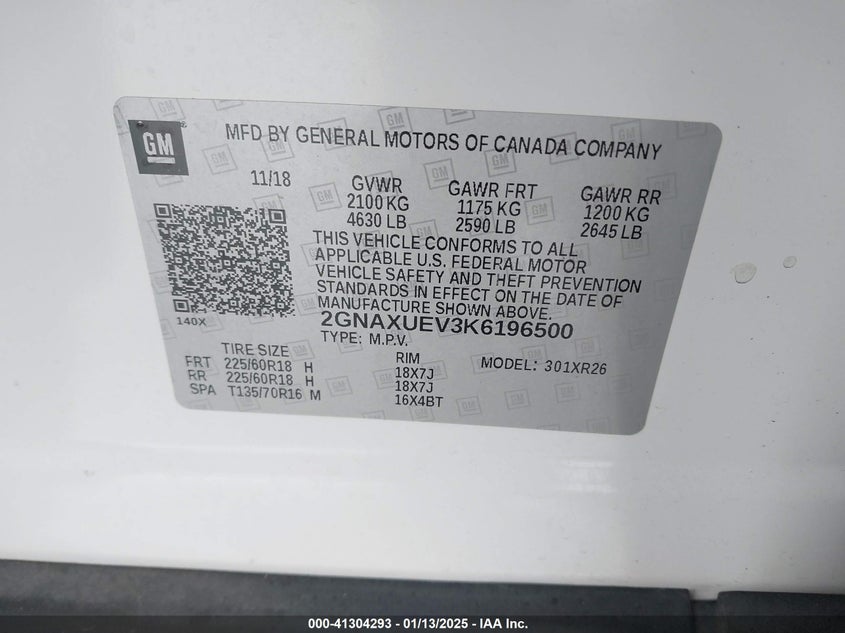 GM
MFD BY GENERAL MOTORS OF CANADA COMPANY
11/18 GVWR GAWR FRT GAWR RR
2100 KG 1175 KG 1200 KG
4630 LB 2590 LB 2645 LB
THIS VEHICLE CONFORMS TO ALL
APPLICABLE U.S. FEDERAL MOTOR
VEHICLE SAFETY AND THEFT PREVENTION
STANDARDS IN EFFECT ON THE DATE OF
MANUFACTURE SHOWN ABOVE.
140X
2GNAXUEV3K6196500
TYPE: M.P.V.
TIRE SIZE RIM MODEL: 301XR26
FRT 225/60R18 H 18X7J
RR 225/60R18 H 18X7J
SPA T135/70R16 M 16X4BT
000-41304293 - 01/13/2025 - IAA Inc.